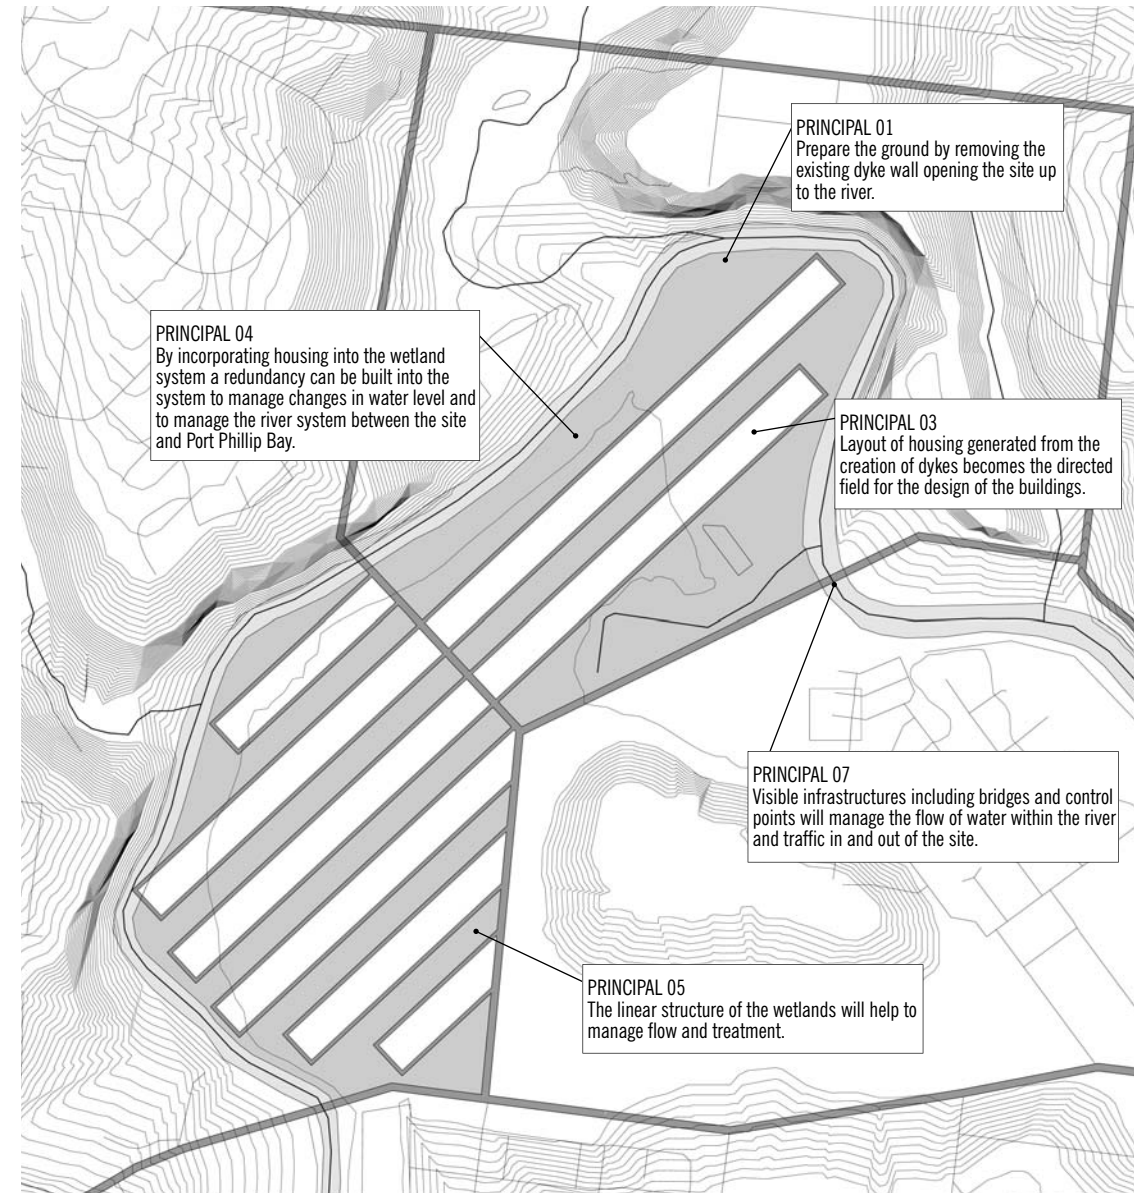 PRINCIPAL 01
Prepare the ground by removing the
existing dyke wall opening the site up
to the river.
PRINCIPAL 04
By incorporating housing into the wetland
system a redundancy can be built into the
system to manage changes in water level and
to manage the river system between the site
and Port Phillip Bay.
PRINCIPAL 03
Layout of housing generated from the
creation of dykes becomes the directed
field for the design of the buildings.
PRINCIPAL 07
Visible infrastructures including bridges and control
points will manage the flow of water within the river
and traffic in and out of the site.
PRINCIPAL 05
The linear structure of the wetlands will help to
manage flow and treatment.